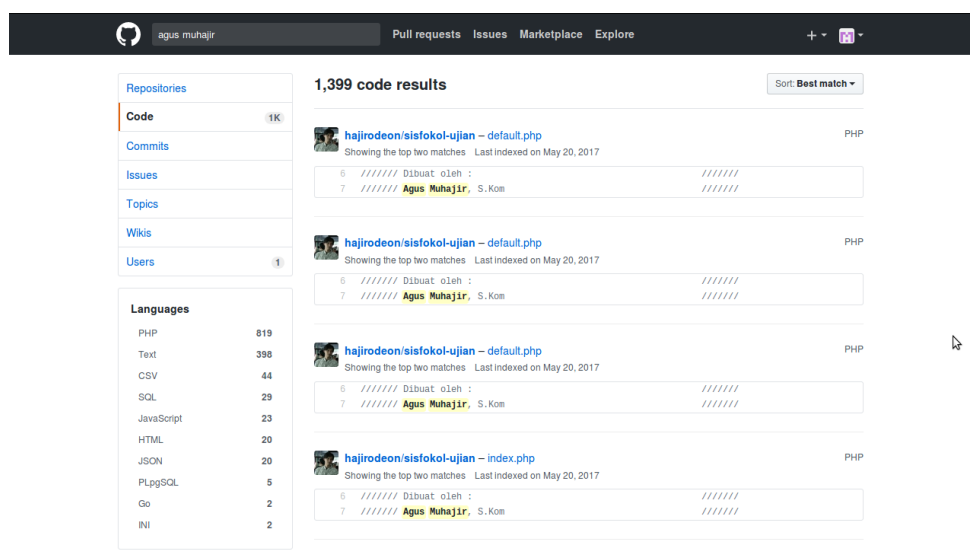 agus muhajir Pull requests Issues Marketplace Explore
Repositories
Code 1K
Commits
Issues
Topics
Wikis
Users 1
Languages
PHP 819
Text 398
CSV 44
SQL 29
JavaScript 23
HTML 20
JSON 20
PLpgSQL 5
Go 2
INI 2
1,399 code results Sort: Best match
hajirodeon/sisfokol-ujian – default.php PHP
Showing the top two matches Last indexed on May 20, 2017
6 /////// Dibuat oleh : ///////
7 /////// Agus Muhajir, S.Kom ///////
hajirodeon/sisfokol-ujian – default.php PHP
Showing the top two matches Last indexed on May 20, 2017
6 /////// Dibuat oleh : ///////
7 /////// Agus Muhajir, S.Kom ///////
hajirodeon/sisfokol-ujian – default.php PHP
Showing the top two matches Last indexed on May 20, 2017
6 /////// Dibuat oleh : ///////
7 /////// Agus Muhajir, S.Kom ///////
hajirodeon/sisfokol-ujian – index.php PHP
Showing the top two matches Last indexed on May 20, 2017
6 /////// Dibuat oleh : ///////
7 /////// Agus Muhajir, S.Kom ///////